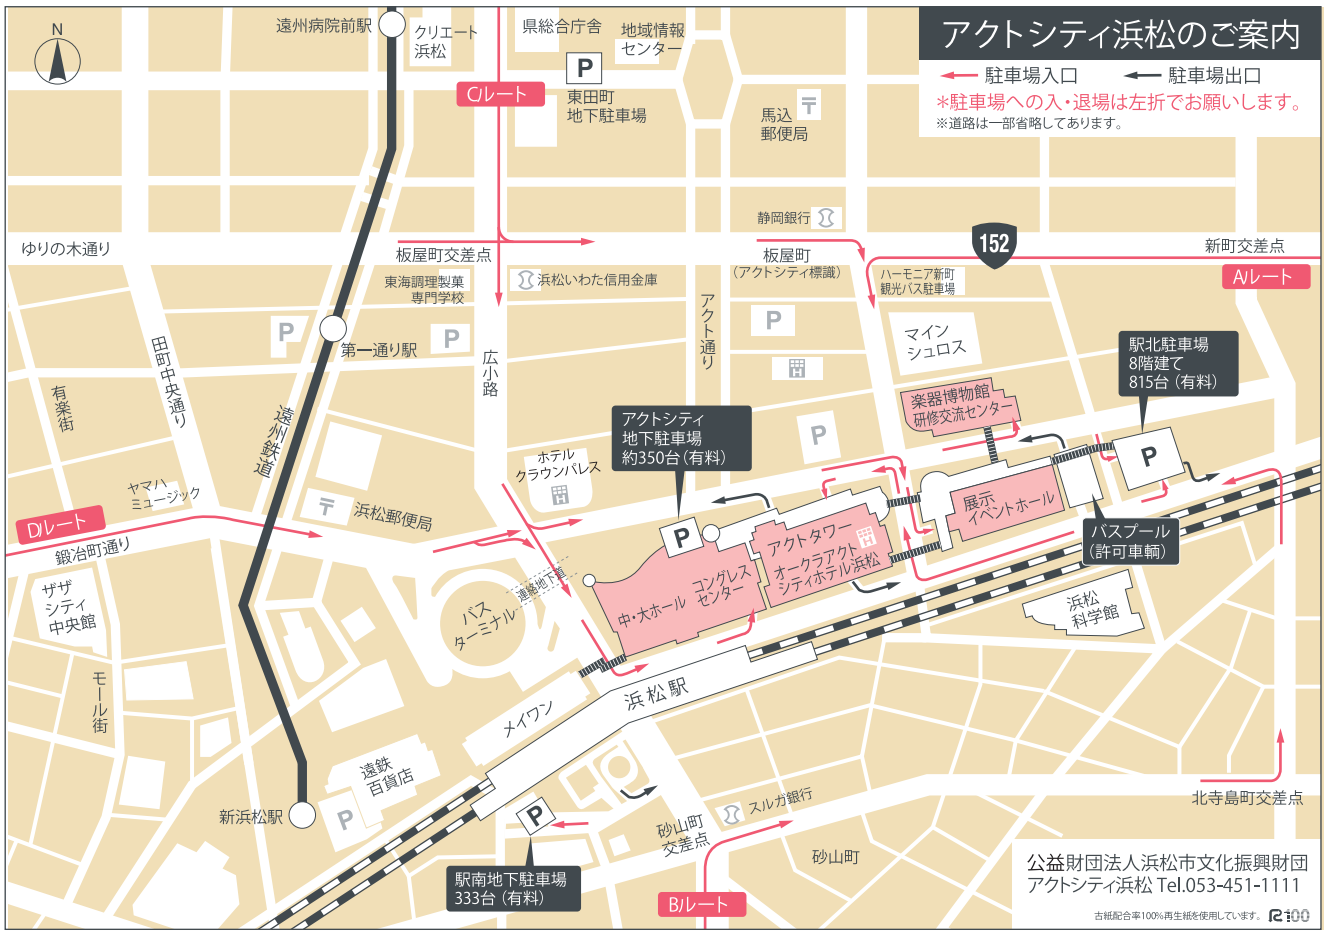 アクトシティ浜松のご案内
駐車場入口
駐車場出口
*駐車場への入・退場は左折でお願いします。
※道路は一部省略してあります。
N
遠州病院前駅
クリエート
浜松
県総合庁舎
地域情報
センター
P
東田町
地下駐車場
Cルート
馬込
郵便局
静岡銀行
152
ゆりの木通り
板屋町交差点
板屋町
(アクトシティ標識)
新町交差点
Aルート
東海調理製菓
専門学校
浜松いわた信用金庫
ハーモニア新町
観光バス駐車場
アクト通り
P
第一通り駅
P
P
広小路
マイン
シュロス
駅北駐車場
8階建て
815台(有料)
田町中央通り
有楽街
遠州鉄道
H
楽器博物館
研修交流センター
アクトシティ
地下駐車場
約350台(有料)
P
P
ホテル
クラウンパレス
H
ヤマハ
ミュージック
浜松郵便局
展示
イベントホール
Dルート
鍛冶町通り
P
アクトタワー
オークラアクト
シティホテル浜松
H
バスプール
(許可車輌)
連絡地下道
コングレス
センター
中・大ホール
バス
ターミナル
ザザ
シティ
中央館
浜松
科学館
モール街
浜松駅
メイワン
遠鉄
百貨店
新浜松駅
P
P
スルガ銀行
砂山町
交差点
北寺島町交差点
砂山町
駅南地下駐車場
333台(有料)
Bルート
公益財団法人浜松市文化振興財団
アクトシティ浜松 Tel.053-451-1111
古紙配合率100%再生紙を使用しています。
R100